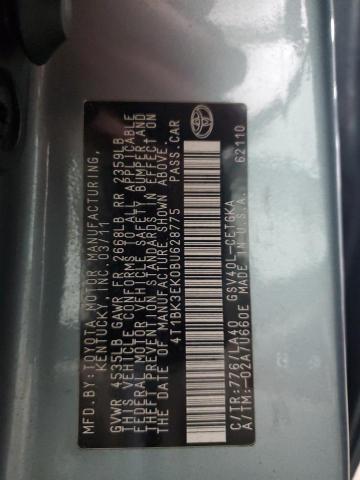 MFD.BY:TOYOTA MOTOR MANUFACTURING,
KENTUCKY, INC. 03/11
GVWR 4535LB GAWR FR 2668LB RR 2359LB
THIS VEHICLE CONFORMS TO ALL APPLICABLE
FEDERAL MOTOR VEHICLE SAFETY, BUMPER, AND
THEFT PREVENTION STANDARDS IN EFFECT ON
THE DATE OF MANUFACTURE SHOWN ABOVE.
4T1BK3EK0BU628775 PASS.CAR
C/TR:776/LA40 GSV40L-CETGKA
A/TM:-02A/U660E MADE IN U.S.A.
62110